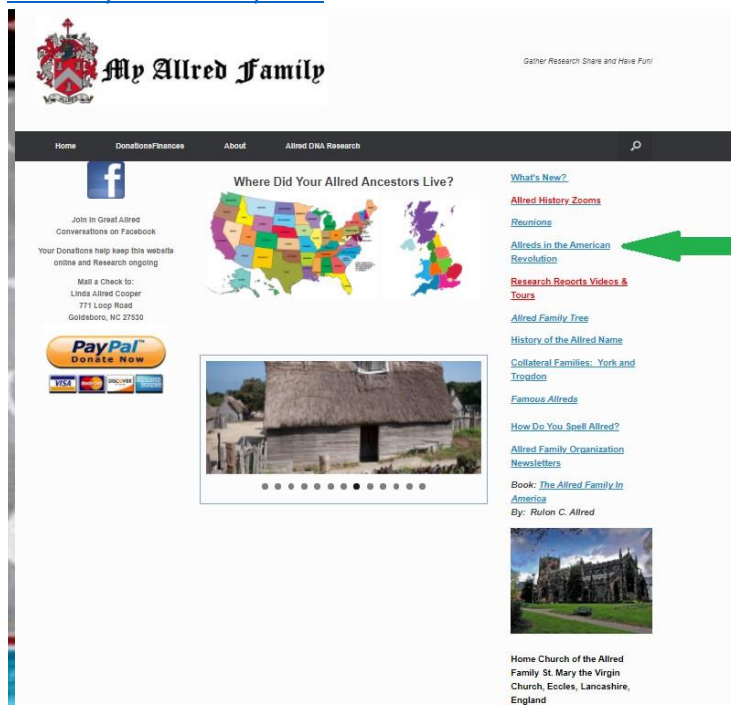 My Allred Family
ALLRED
Gather Research Share and Have Fun!
Home DonationsFinances About Allred DNA Research
f
Join in Great Allred
Conversations on Facebook
Your Donations help keep this website
online and Research ongoing
Mail a Check to:
Linda Allred Cooper
771 Loop Road
Goldsboro, NC 27530
PayPal™
Donate Now
VISA MasterCard DISCOVER
Where Did Your Allred Ancestors Live?
What's New?
Allred History Zooms
Reunions
Allreds in the American
Revolution
Research Reports Videos &
Tours
Allred Family Tree
History of the Allred Name
Collateral Families: York and
Trogdon
Famous Allreds
How Do You Spell Allred?
Allred Family Organization
Newsletters
Book: The Allred Family In
America
By: Rulon C. Allred
Home Church of the Allred
Family St. Mary the Virgin
Church, Eccles, Lancashire,
England